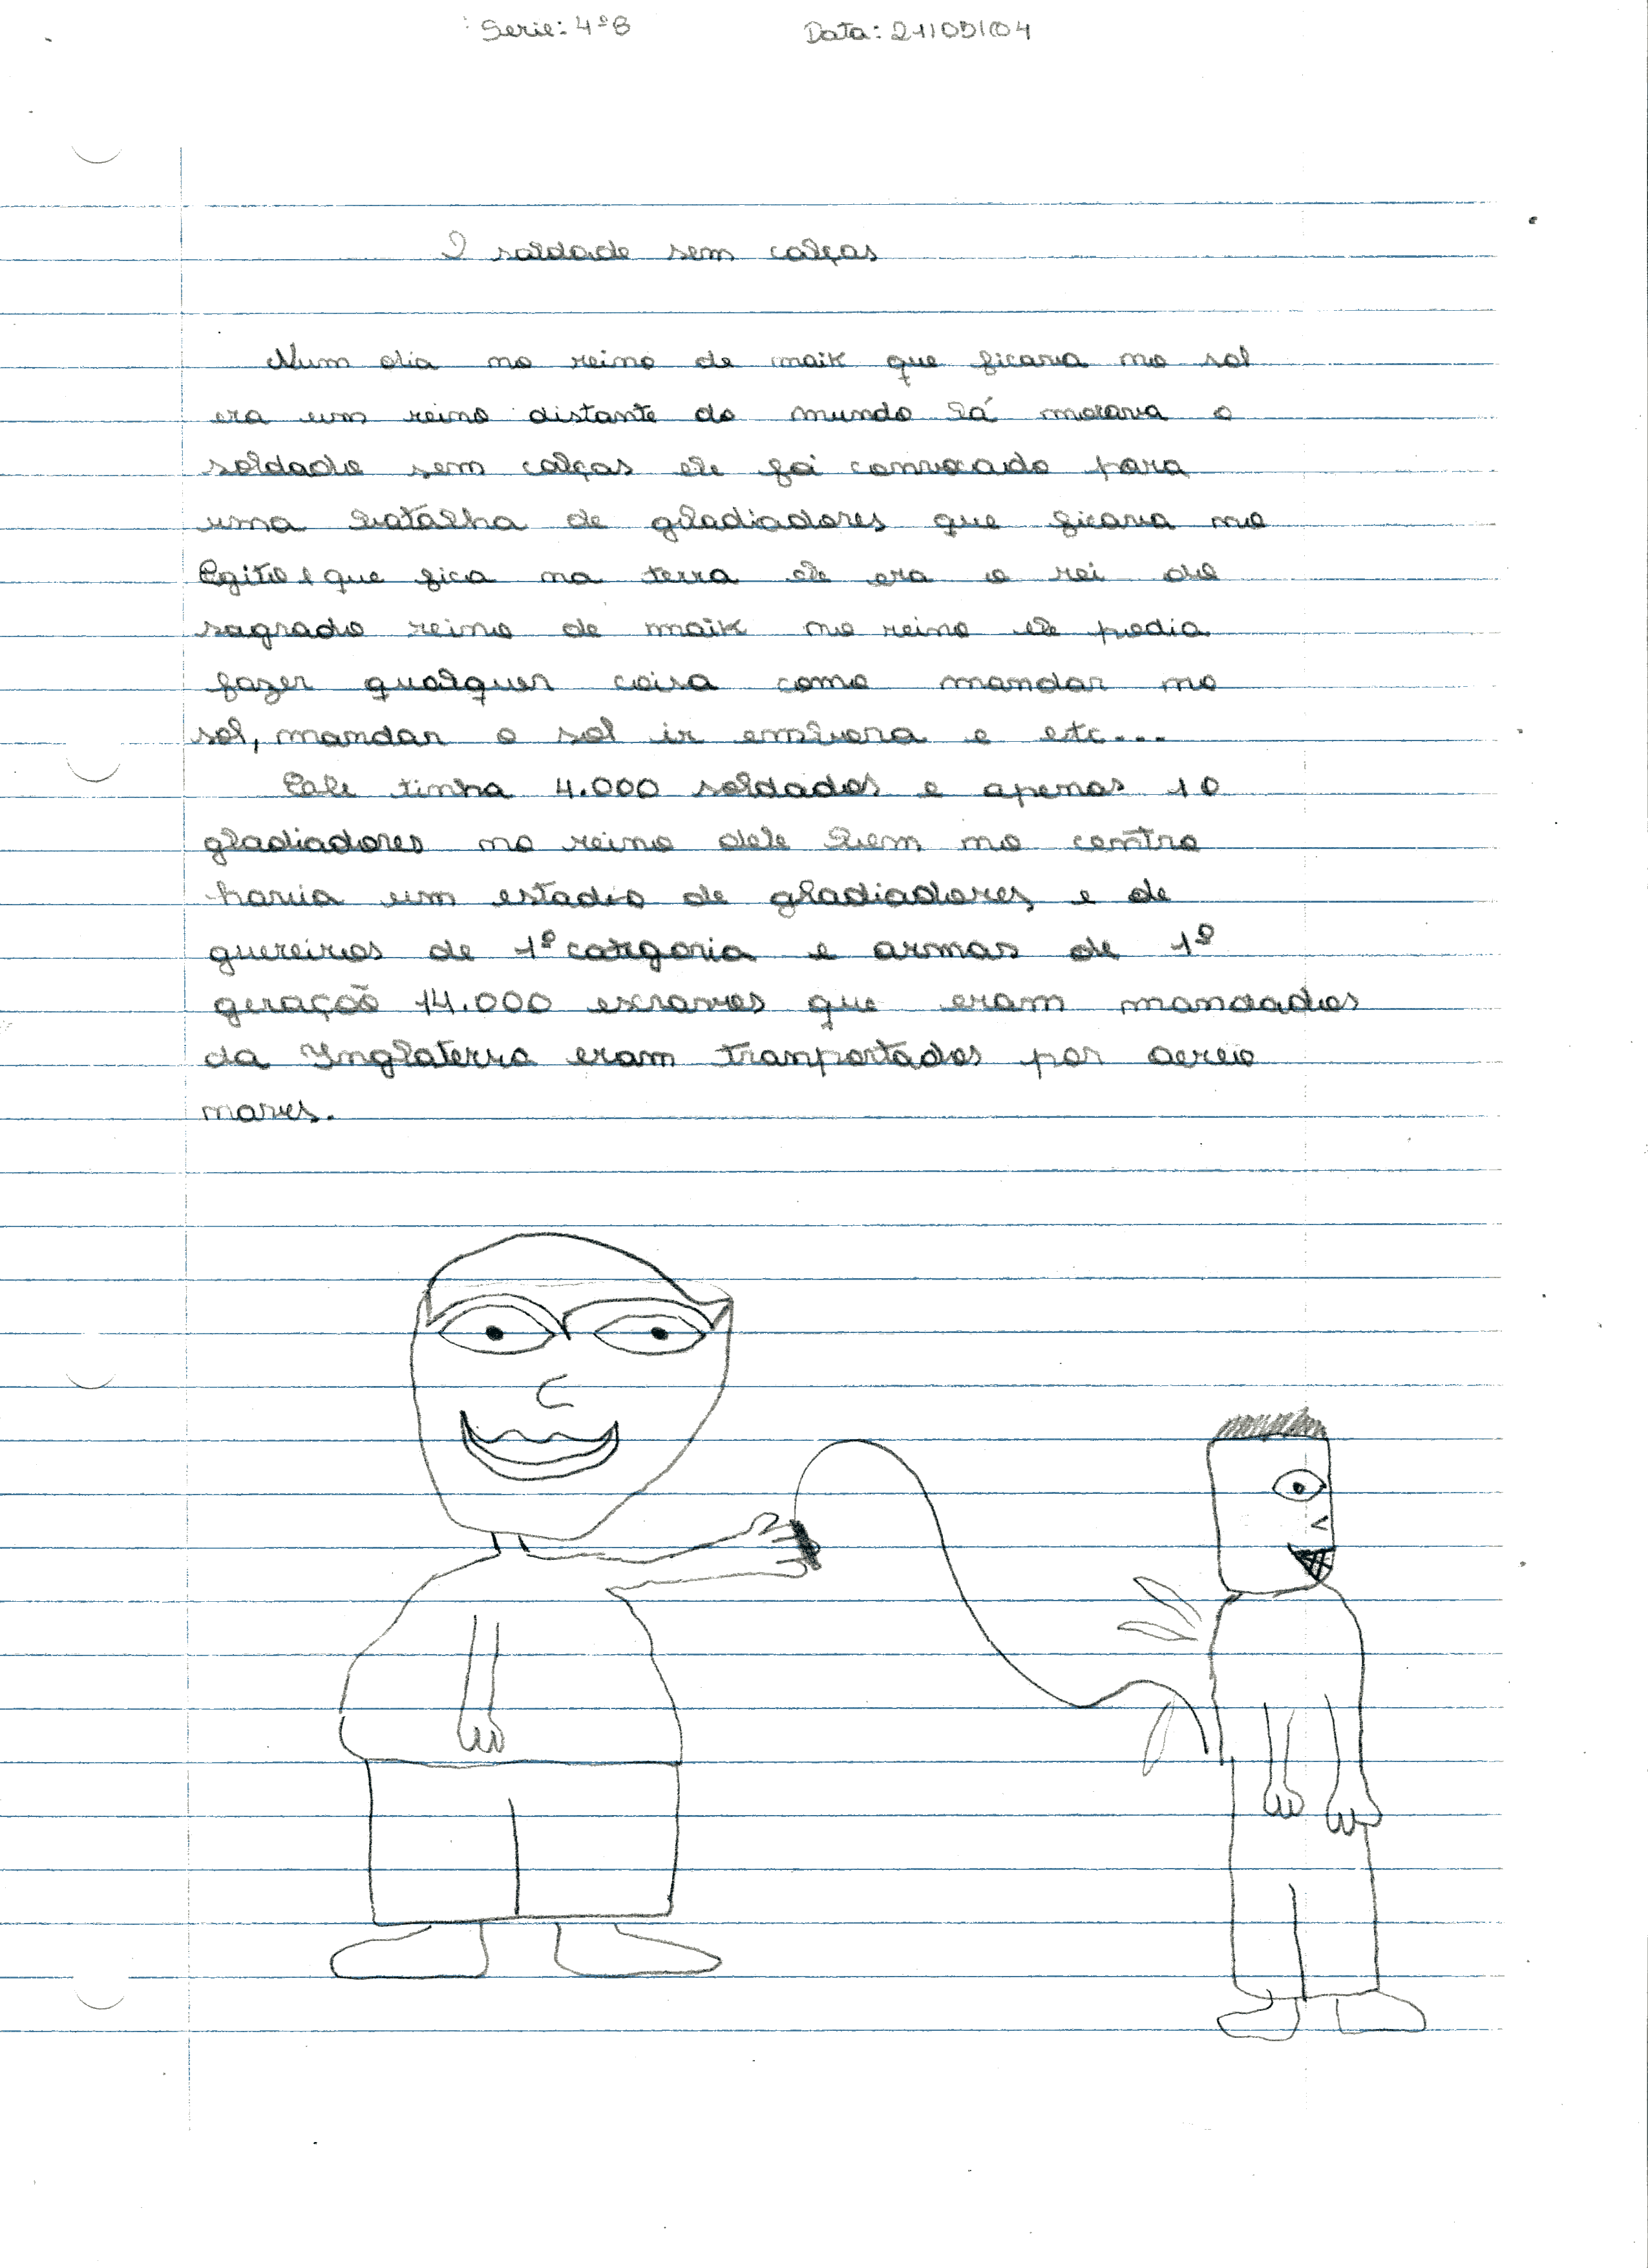 Serie: 4ºB Data: 21/05/04
O soldado sem calças
Num dia no reino de maik que ficava no sol
era um reino distante do mundo lá morava o
soldado sem calças ele foi convocado para
uma batalha de gladiadores que ficava no
Egito e que fica na terra ele era o rei do
sagrado reino de maik no reino ele podia
fazer qualquer coisa como mandar no
sol, mandar o sol ir embora e etc...
Ele tinha 4.000 soldados e apenas 10
gladiadores no reino dele bem no centro
havia um estadio de gladiadores, e de
guereiros de 1º categoria e armas de 1º
geração 14.000 escravos que eram mandados
da Inglaterra eram tranportados por aereo
naves.